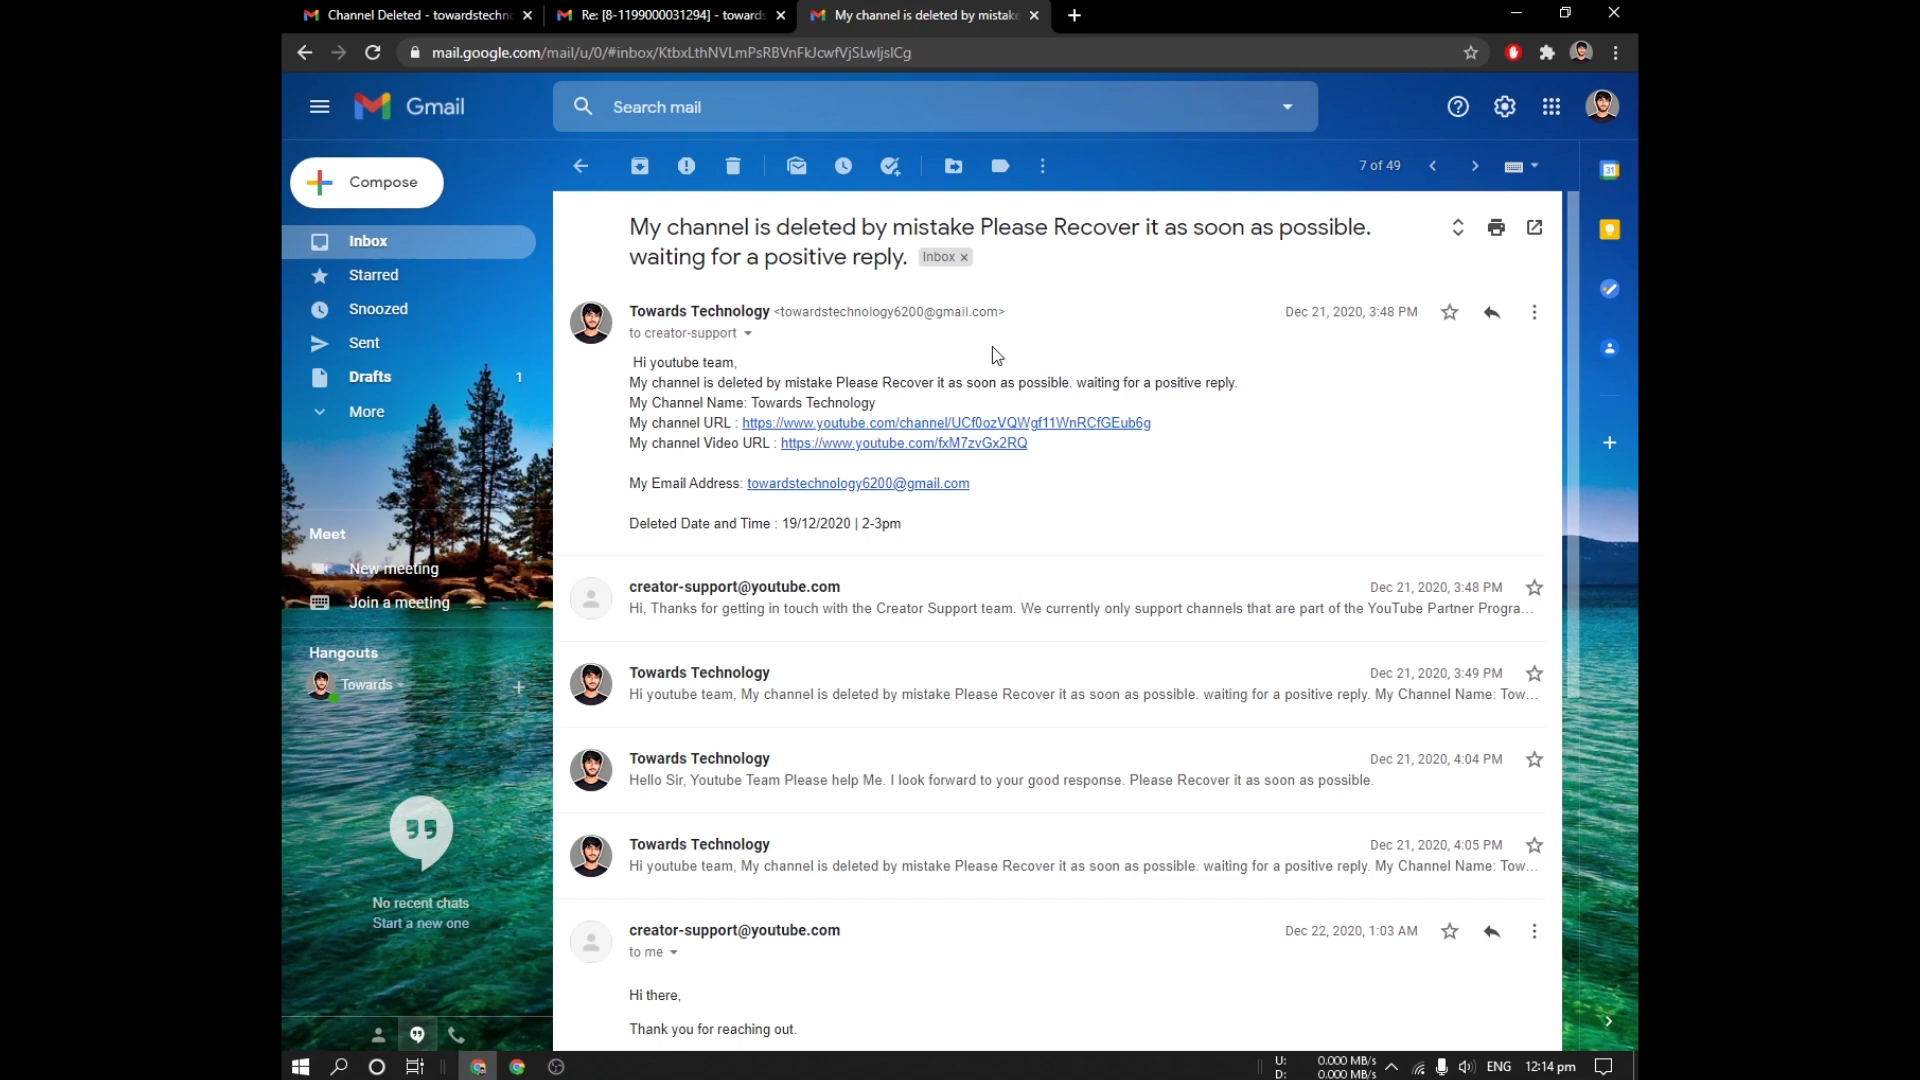 Channel Deleted - towardstechn
Re: [8-1199000031294] - towards
My channel is deleted by mistake
mail.google.com/mail/u/0/#inbox/KtbxLthNVLmPsRBVnFkJcwfVjSLwljslCg
Gmail
Search mail
Compose
7 of 49
Inbox
Starred
Snoozed
Sent
Drafts 1
More
Meet
New meeting
Join a meeting
Hangouts
Towards
No recent chats
Start a new one
My channel is deleted by mistake Please Recover it as soon as possible.
waiting for a positive reply. Inbox x
Towards Technology <towardstechnology6200@gmail.com> Dec 21, 2020, 3:48 PM
to creator-support
Hi youtube team,
My channel is deleted by mistake Please Recover it as soon as possible. waiting for a positive reply.
My Channel Name: Towards Technology
My channel URL : https://www.youtube.com/channel/UCf0ozVQWgf11WnRCfGEub6g
My channel Video URL : https://www.youtube.com/fxM7zvGx2RQ
My Email Address: towardstechnology6200@gmail.com
Deleted Date and Time : 19/12/2020 | 2-3pm
creator-support@youtube.com Dec 21, 2020, 3:48 PM
Hi, Thanks for getting in touch with the Creator Support team. We currently only support channels that are part of the YouTube Partner Progra...
Towards Technology Dec 21, 2020, 3:49 PM
Hi youtube team, My channel is deleted by mistake Please Recover it as soon as possible. waiting for a positive reply. My Channel Name: Tow...
Towards Technology Dec 21, 2020, 4:04 PM
Hello Sir, Youtube Team Please help Me. I look forward to your good response. Please Recover it as soon as possible.
Towards Technology Dec 21, 2020, 4:05 PM
Hi youtube team, My channel is deleted by mistake Please Recover it as soon as possible. waiting for a positive reply. My Channel Name: Tow...
creator-support@youtube.com Dec 22, 2020, 1:03 AM
to me
Hi there,
Thank you for reaching out.
31
U: 0.000 MB/s
D: 0.000 MB/s
ENG 12:14 pm